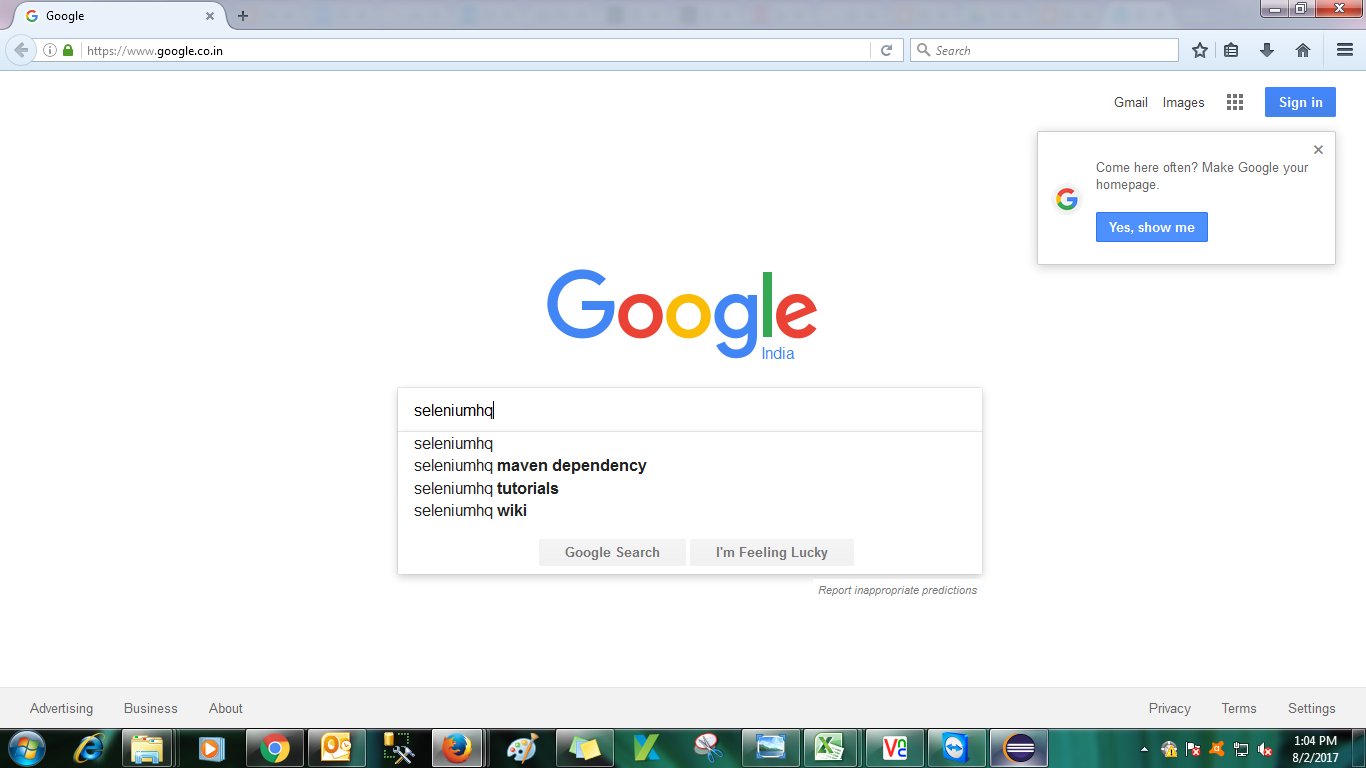 Google
https://www.google.co.in
Search
Gmail Images Sign in
Come here often? Make Google your
homepage.
Yes, show me
Google
India
seleniumhq
seleniumhq
seleniumhq maven dependency
seleniumhq tutorials
seleniumhq wiki
Google Search I'm Feeling Lucky
Report inappropriate predictions
Advertising Business About Privacy Terms Settings
1:04 PM
8/2/2017